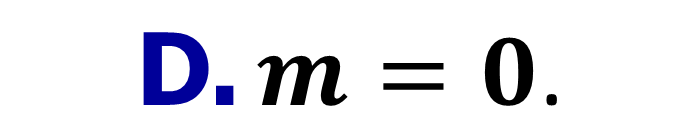 D. m = 0.